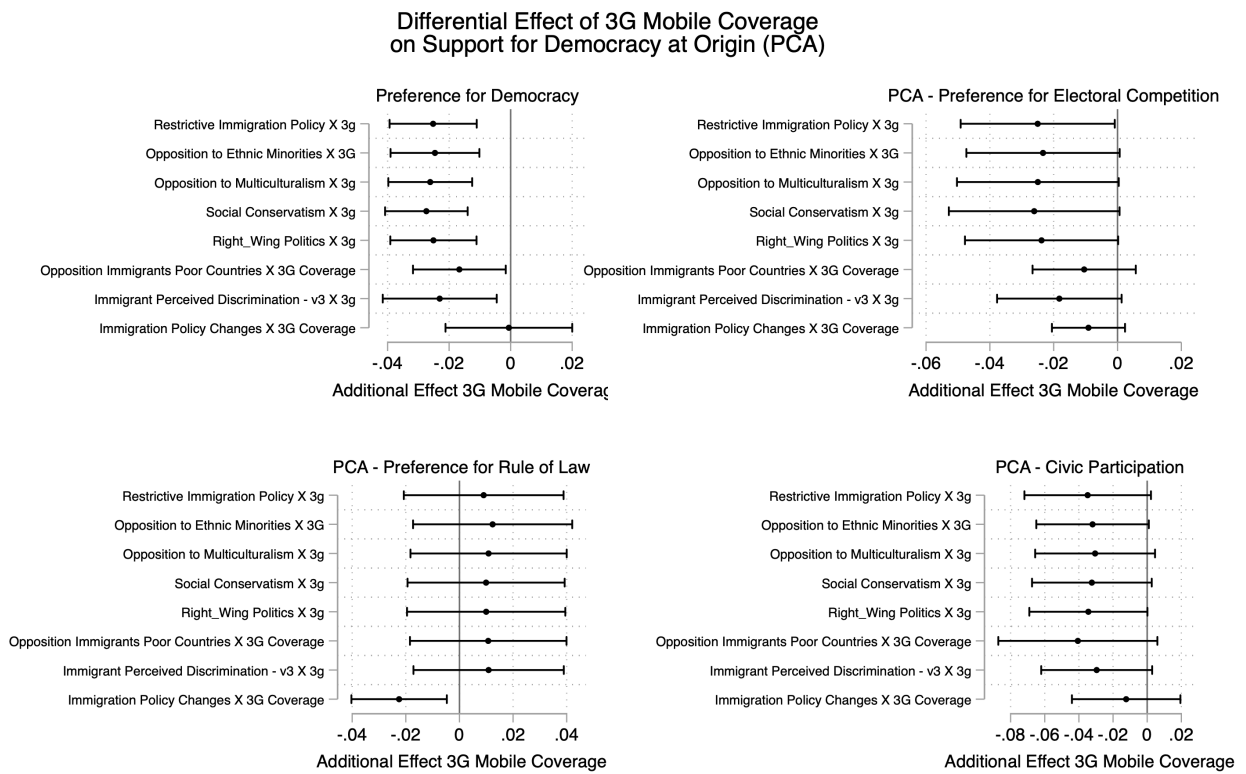 Differential Effect of 3G Mobile Coverage
on Support for Democracy at Origin (PCA)
Preference for Democracy
Restrictive Immigration Policy X 3g
Opposition to Ethnic Minorities X 3G
Opposition to Multiculturalism X 3g
Social Conservatism X 3g
Right_Wing Politics X 3g
Opposition Immigrants Poor Countries X 3G Coverage
Immigrant Perceived Discrimination - v3 X 3g
Immigration Policy Changes X 3G Coverage
-.04 -.02 0 .02
Additional Effect 3G Mobile Coverag
PCA - Preference for Electoral Competition
Restrictive Immigration Policy X 3g
Opposition to Ethnic Minorities X 3G
Opposition to Multiculturalism X 3g
Social Conservatism X 3g
Right_Wing Politics X 3g
Opposition Immigrants Poor Countries X 3G Coverage
Immigrant Perceived Discrimination - v3 X 3g
Immigration Policy Changes X 3G Coverage
-.06 -.04 -.02 0 .02
Additional Effect 3G Mobile Coverage
PCA - Preference for Rule of Law
Restrictive Immigration Policy X 3g
Opposition to Ethnic Minorities X 3G
Opposition to Multiculturalism X 3g
Social Conservatism X 3g
Right_Wing Politics X 3g
Opposition Immigrants Poor Countries X 3G Coverage
Immigrant Perceived Discrimination - v3 X 3g
Immigration Policy Changes X 3G Coverage
-.04 -.02 0 .02 .04
Additional Effect 3G Mobile Coverage
PCA - Civic Participation
Restrictive Immigration Policy X 3g
Opposition to Ethnic Minorities X 3G
Opposition to Multiculturalism X 3g
Social Conservatism X 3g
Right_Wing Politics X 3g
Opposition Immigrants Poor Countries X 3G Coverage
Immigrant Perceived Discrimination - v3 X 3g
Immigration Policy Changes X 3G Coverage
-.08 -.06 -.04 -.02 0 .02
Additional Effect 3G Mobile Coverage